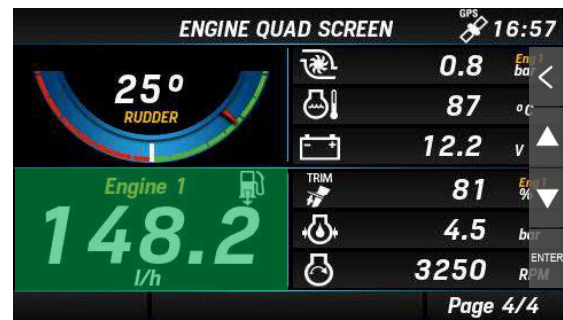 ENGINE QUAD SCREEN
GPS
16:57
25°
RUDDER
0.8 Eng 1 bar
87 °C
12.2 V
Engine 1
148.2
l/h
TRIM
81 Eng 1 %
4.5 bar
3250 RPM
ENTER
Page 4/4